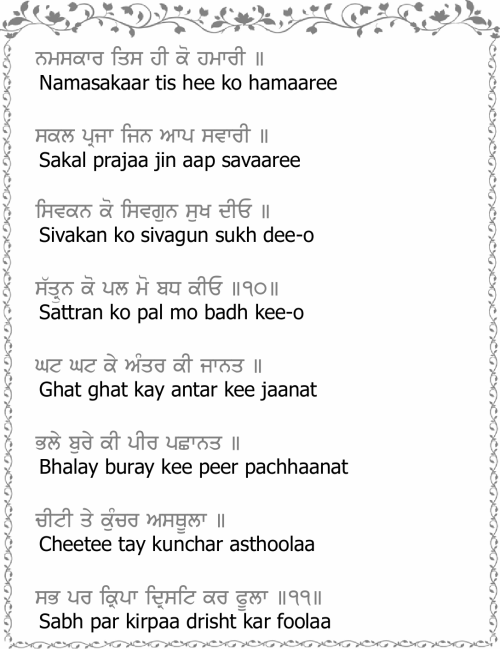 ਨਮਸਕਾਰ ਤਿਸ ਹੀ ਕੋ ਹਮਾਰੀ ॥
Namasakaar tis hee ko hamaaree
ਸਕਲ ਪ੍ਰਜਾ ਜਿਨ ਆਪ ਸਵਾਰੀ ॥
Sakal prajaa jin aap savaaree
ਸਿਵਕਨ ਕੋ ਸਿਵਗੁਨ ਸੁਖ ਦੀਓ ॥
Sivakan ko sivagun sukh dee-o
ਸੱਤ੍ਰੁਨ ਕੋ ਪਲ ਮੋ ਬਧ ਕੀਓ ॥੧੦॥
Sattran ko pal mo badh kee-o
ਘਟ ਘਟ ਕੇ ਅੰਤਰ ਕੀ ਜਾਨਤ ॥
Ghat ghat kay antar kee jaanat
ਭਲੇ ਬੁਰੇ ਕੀ ਪੀਰ ਪਛਾਨਤ ॥
Bhalay buray kee peer pachhaanat
ਚੀਟੀ ਤੇ ਕੁੰਚਰ ਅਸਥੂਲਾ ॥
Cheetee tay kunchar asthoolaa
ਸਭ ਪਰ ਕ੍ਰਿਪਾ ਦ੍ਰਿਸਟਿ ਕਰ ਫੂਲਾ ॥੧੧॥
Sabh par kirpaa drisht kar foolaa